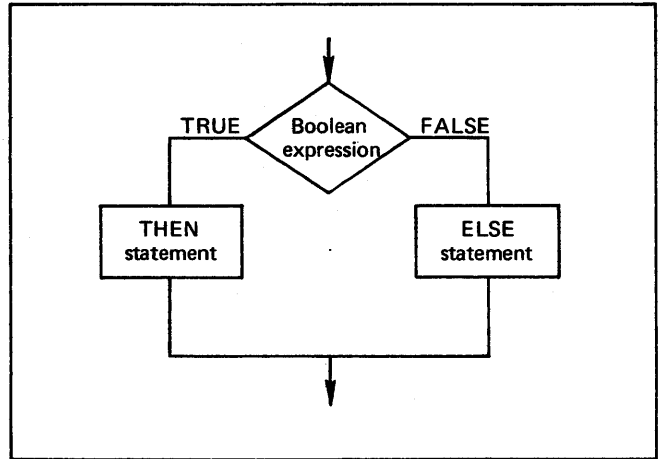 TRUE
Boolean
expression
FALSE
THEN
statement
ELSE
statement